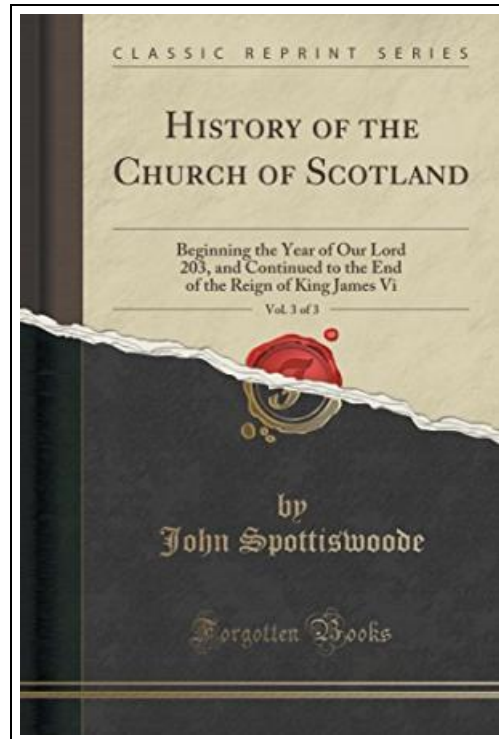 CLASSIC REPRINT SERIES
HISTORY OF THE
CHURCH OF SCOTLAND
Beginning the Year of Our Lord
203, and Continued to the End
of the Reign of King James Vi
Vol. 3 of 3
by
John Spottiswoode
Forgotten Books